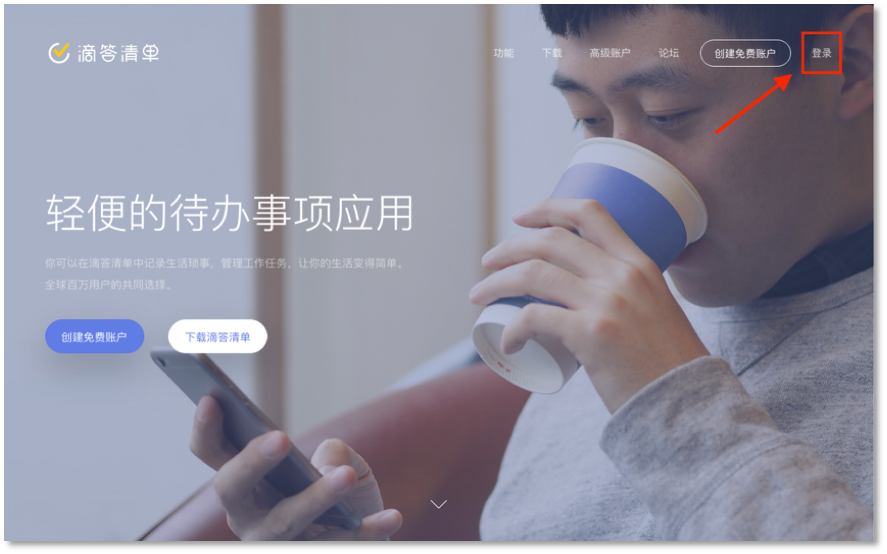 滴答清单
功能
下载
高级账户
论坛
创建免费账户
登录
轻便的待办事项应用
你可以在滴答清单中记录生活琐事，管理工作任务，让你的生活变得简单。
全球百万用户的共同选择。
创建免费账户
下载滴答清单